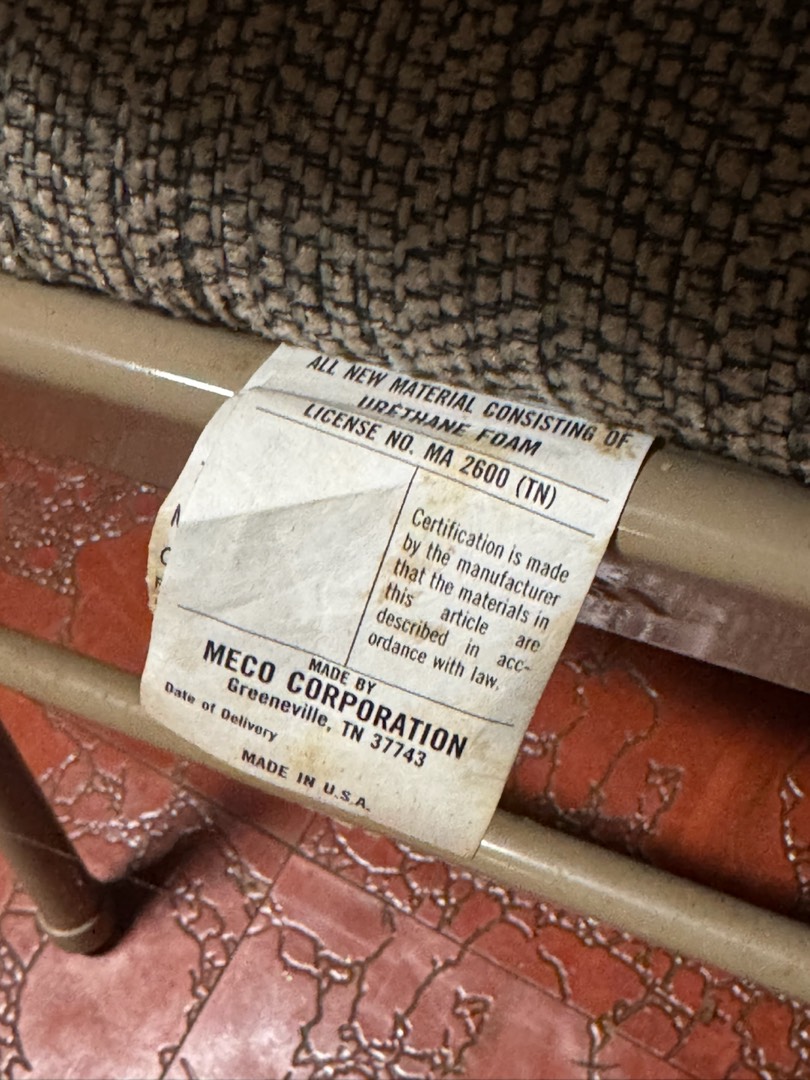 ALL NEW MATERIAL CONSISTING OF
URETHANE FOAM
LICENSE NO. MA 2600 (TN)
Certification is made
by the manufacturer
that the materials in
this article are
described in acc-
ordance with law.
MADE BY
MECO CORPORATION
Greeneville, TN 37743
Date of Delivery
MADE IN U.S.A.